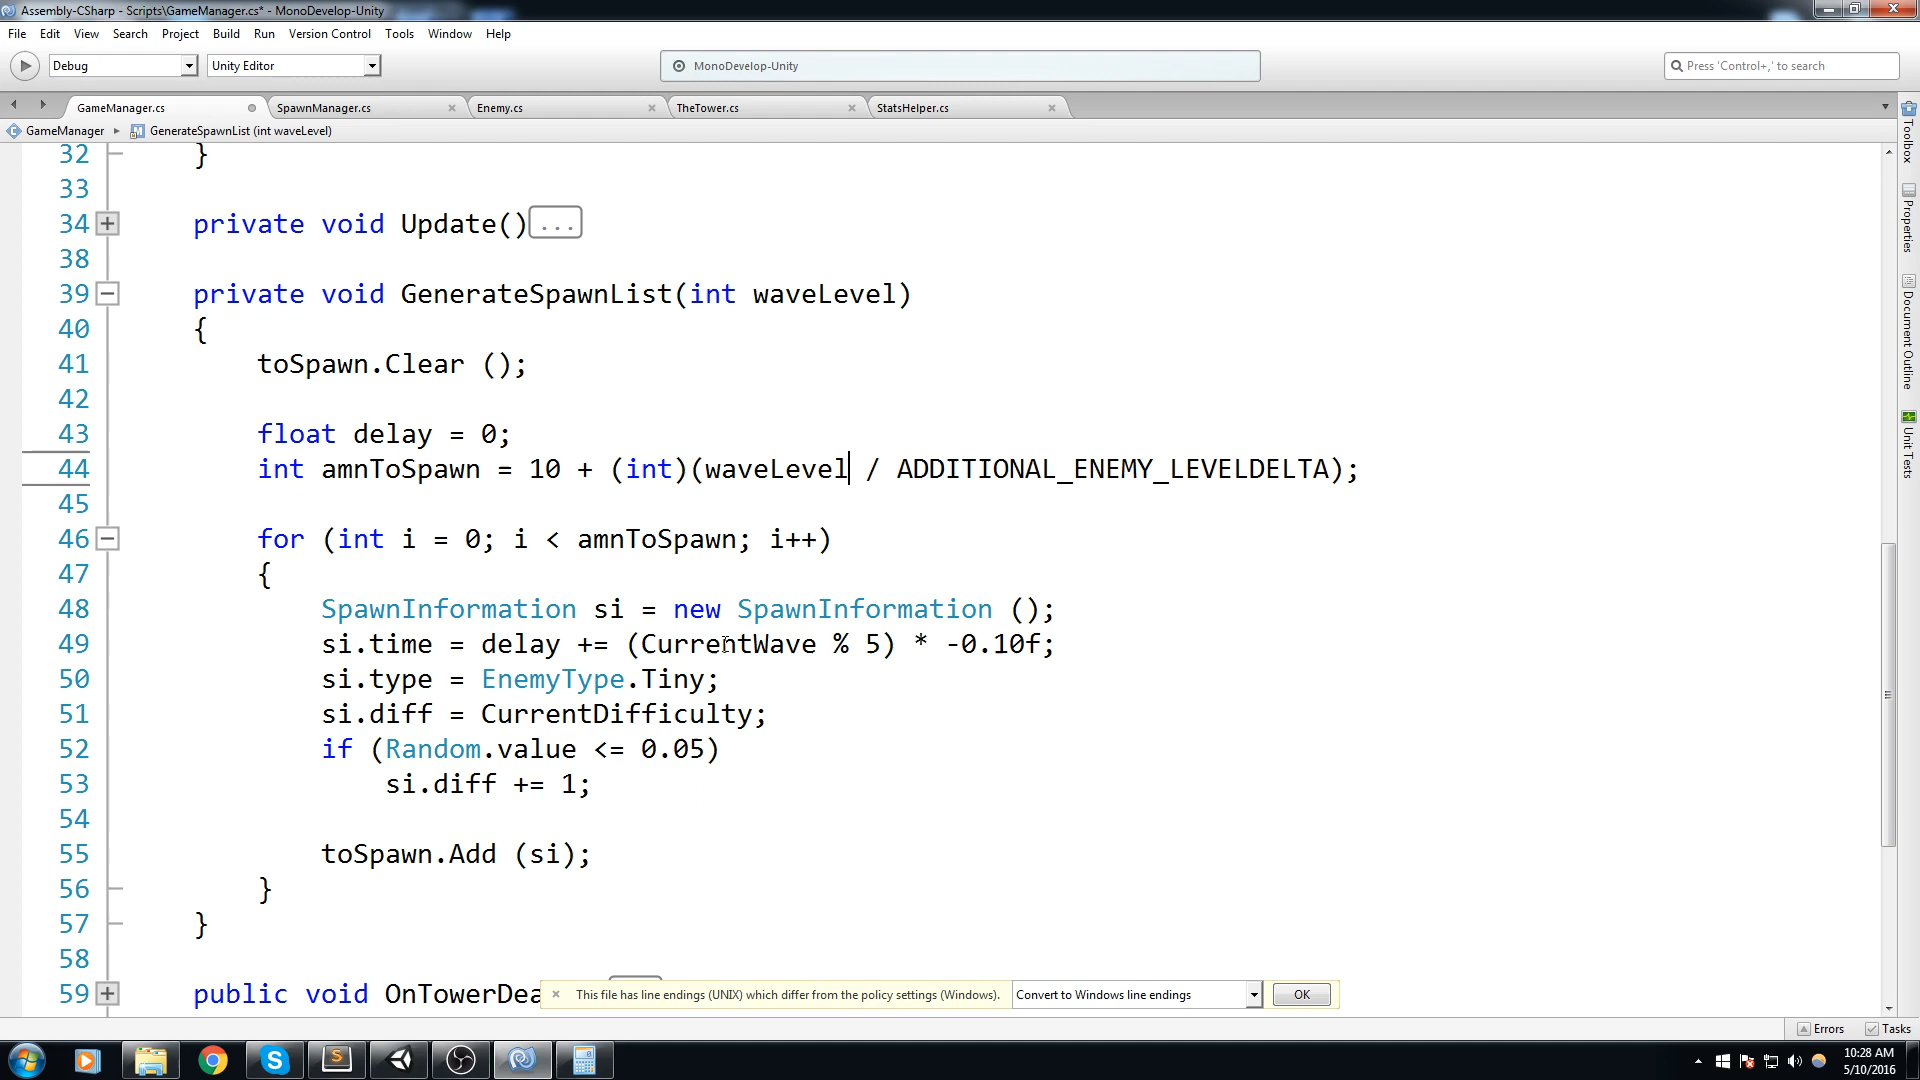 Assembly-CSharp - Scripts\GameManager.cs* - MonoDevelop-Unity
File Edit View Search Project Build Run Version Control Tools Window Help
Debug Unity Editor MonoDevelop-Unity Press 'Control+,' to search
GameManager.cs SpawnManager.cs Enemy.cs TheTower.cs StatsHelper.cs
GameManager GenerateSpawnList (int waveLevel)
32 }
33
34 private void Update()...
38
39 private void GenerateSpawnList(int waveLevel)
40 {
41 toSpawn.Clear ();
42
43 float delay = 0;
44 int amnToSpawn = 10 + (int)(waveLevel / ADDITIONAL_ENEMY_LEVELDELTA);
45
46 for (int i = 0; i < amnToSpawn; i++)
47 {
48 SpawnInformation si = new SpawnInformation ();
49 si.time = delay += (CurrentWave % 5) * -0.10f;
50 si.type = EnemyType.Tiny;
51 si.diff = CurrentDifficulty;
52 if (Random.value <= 0.05)
53 si.diff += 1;
54
55 toSpawn.Add (si);
56 }
57 }
58
59 public void OnTowerDea
This file has line endings (UNIX) which differ from the policy settings (Windows). Convert to Windows line endings OK
Toolbox
Properties
Document Outline
Unit Tests
Errors Tasks
10:28 AM
5/10/2016